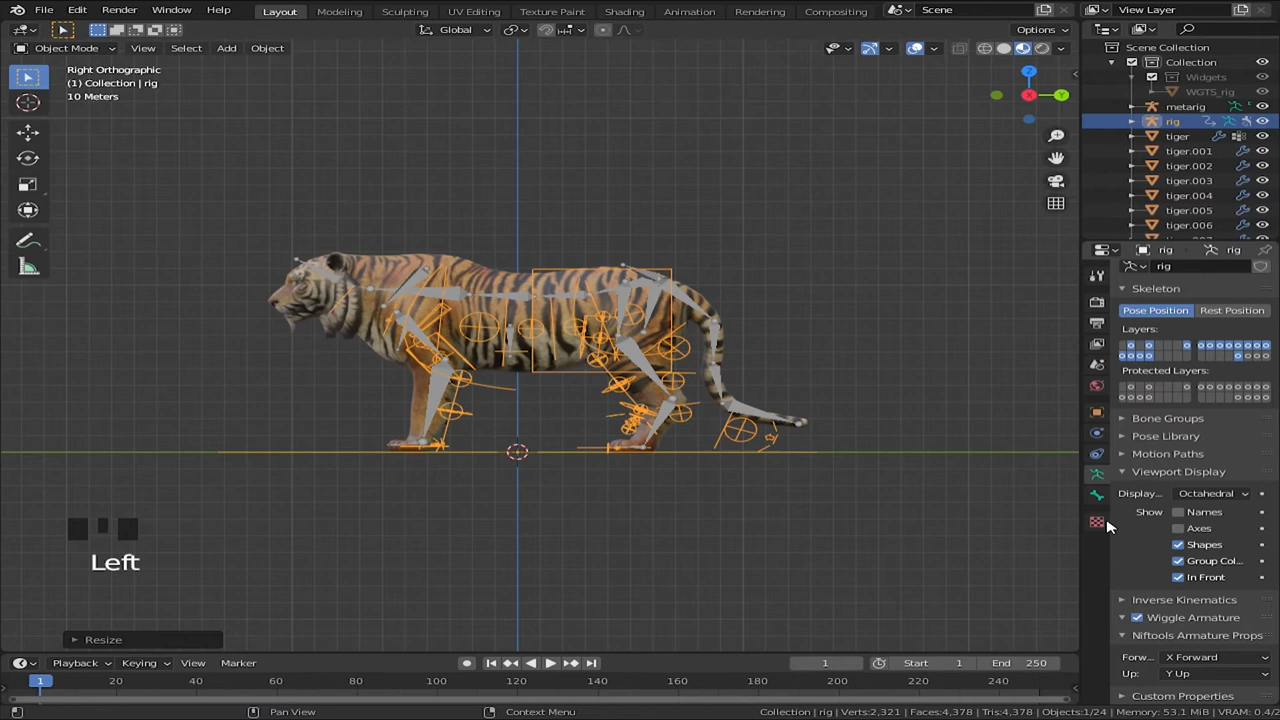 File Edit Render Window Help
Layout Modeling Sculpting UV Editing Texture Paint Shading Animation Rendering Compositing
Scene View Layer
Global Options
Object Mode View Select Add Object
Right Orthographic
(1) Collection | rig
10 Meters
Z
X
Y
Scene Collection
Collection
Widgets
WGTS_rig
metarig
rig
tiger
tiger.001
tiger.002
tiger.003
tiger.004
tiger.005
tiger.006
rig rig
rig
Skeleton
Pose Position Rest Position
Layers:
Protected Layers:
Bone Groups
Pose Library
Motion Paths
Viewport Display
Display... Octahedral
Show Names
Axes
Shapes
Group Col...
In Front
Inverse Kinematics
Wiggle Armature
Niftools Armature Props
Forw... X Forward
Up: Y Up
Custom Properties
Left
Resize
Playback Keying View Marker
1 Start 1 End 250
1 20 40 60 80 100 120 140 160 180 200 220 240
Pan View Context Menu
Collection | rig | Verts:2,321 | Faces:4,378 | Tris:4,378 | Objects:1/24 | Memory: 53.1 MiB | VRAM: 0.4/2